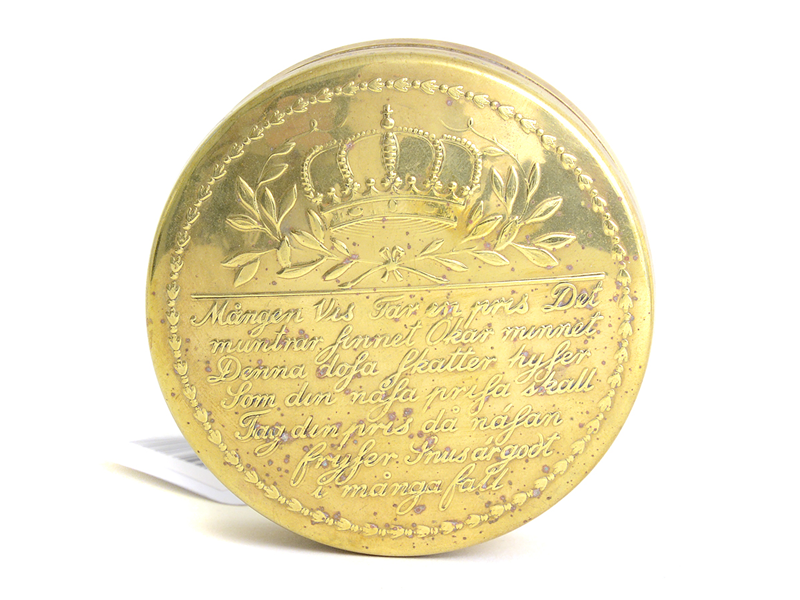 Mången Vis Tar en pris Det
muntrar sinnet Ökar minnet
Denna dosa skatter hyser
Som din näsa prisa skall
Tag din pris då näsan
fryser Snus är godt
i många fall